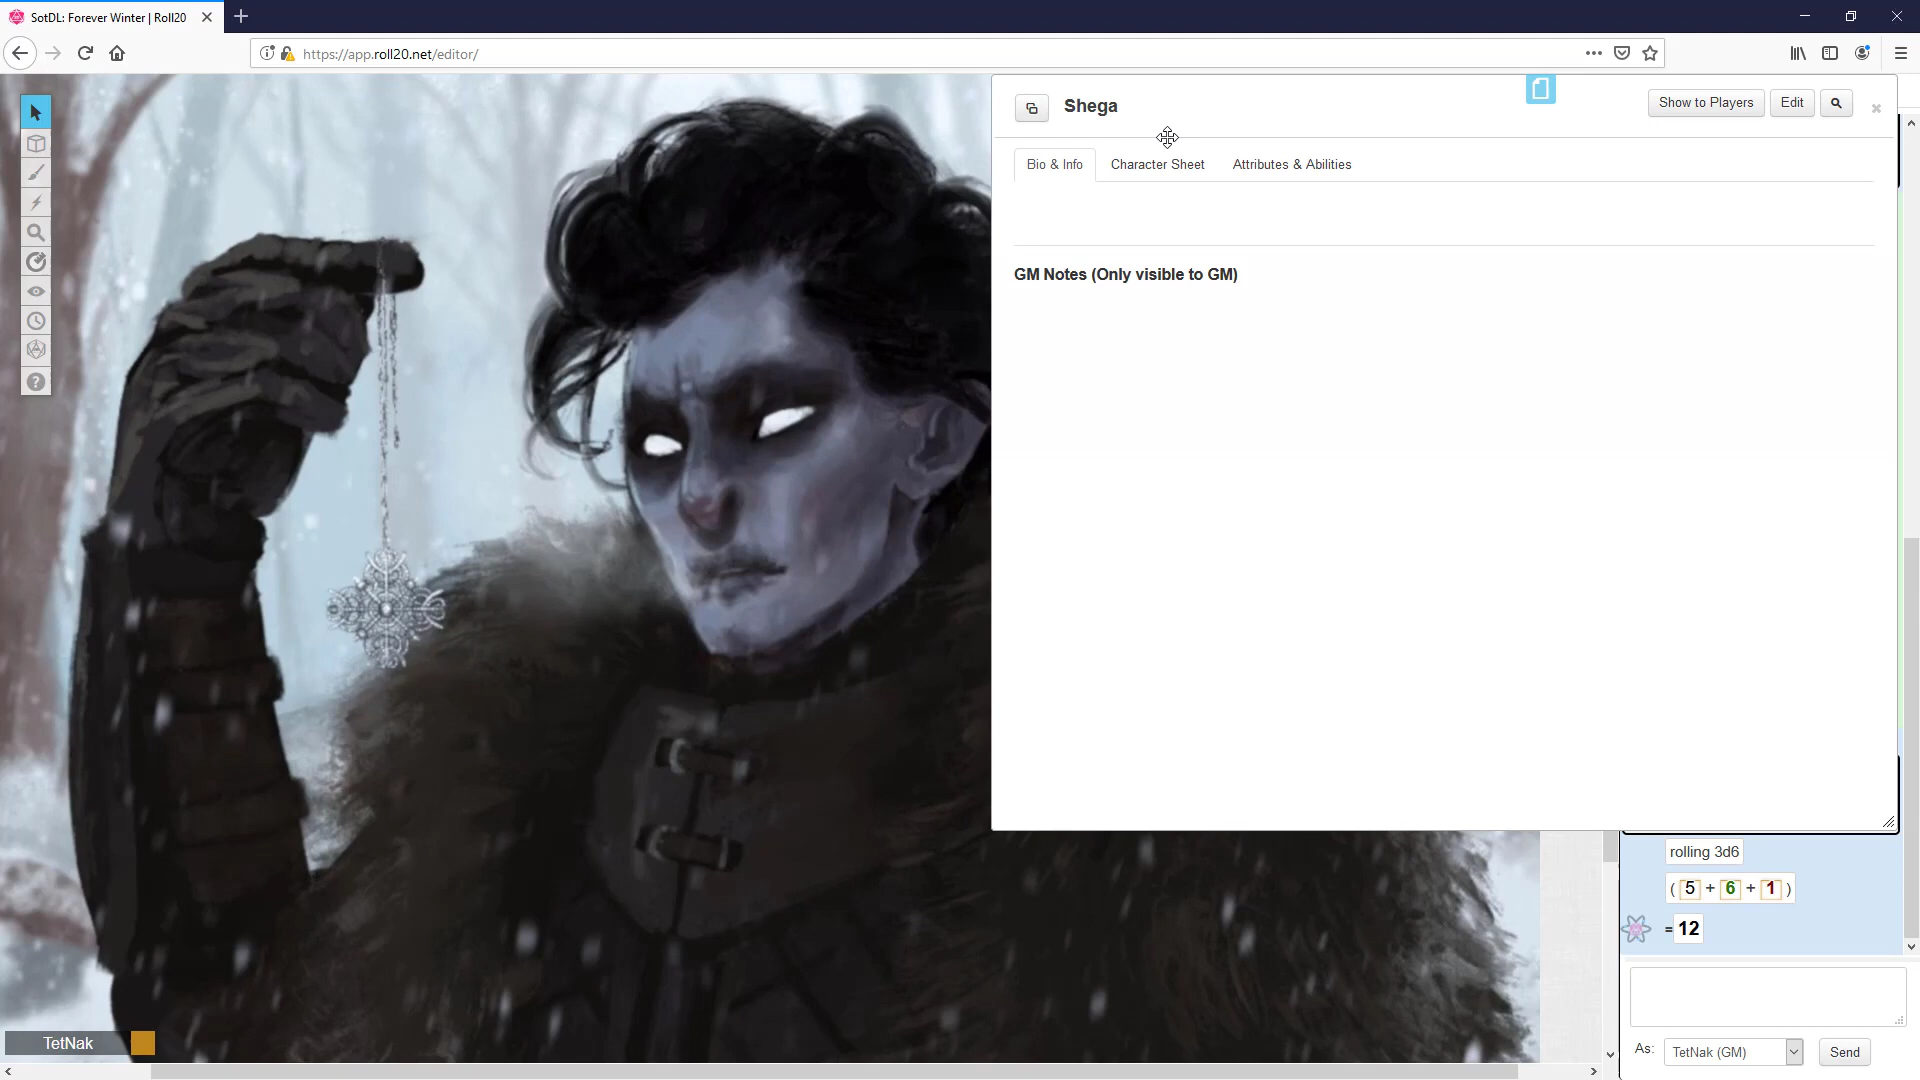 SotDL: Forever Winter | Roll20
https://app.roll20.net/editor/
Shega
Show to Players
Edit
Bio & Info
Character Sheet
Attributes & Abilities
GM Notes (Only visible to GM)
rolling 3d6
(5+6+1)
=12
As:
TetNak (GM)
Send
TetNak